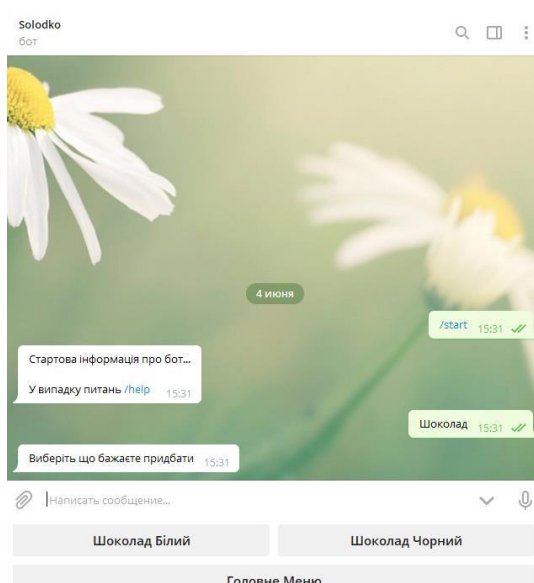 Solodko
бот
4 июня
/start 15:31
Стартова інформація про бот...
У випадку питань /help 15:31
Шоколад 15:31
Виберіть що бажаєте придбати 15:31
Написать сообщение...
Шоколад Білий Шоколад Чорний
Головне Меню